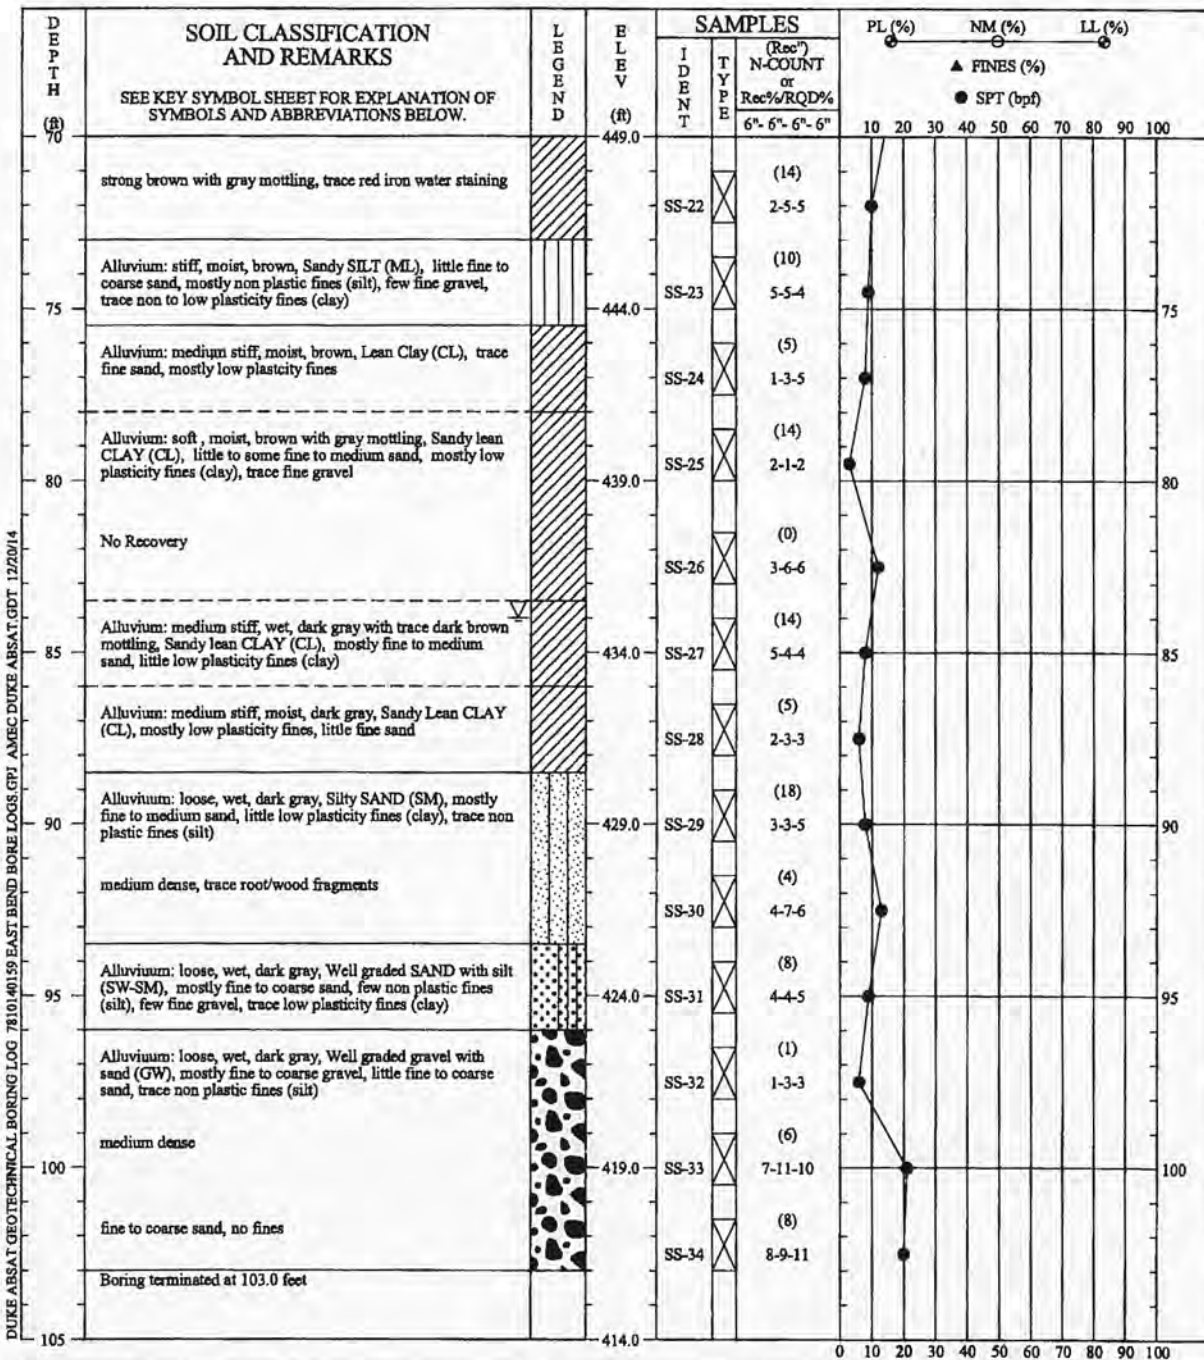 DEPTH
(ft)
SOIL CLASSIFICATION
AND REMARKS
SEE KEY SYMBOL SHEET FOR EXPLANATION OF
SYMBOLS AND ABBREVIATIONS BELOW.
LEGEND
ELEV
(ft)
SAMPLES
IDENT
TYPE
(Rec")
N-COUNT
or
Rec%/RQD%
6"- 6"- 6"- 6"
PL (%) NM (%) LL (%)
▲ FINES (%)
● SPT (bpf)
10 20 30 40 50 60 70 80 90 100
70
449.0
strong brown with gray mottling, trace red iron water staining
(14)
SS-22 2-5-5
Alluvium: stiff, moist, brown, Sandy SILT (ML), little fine to
coarse sand, mostly non plastic fines (silt), few fine gravel,
trace non to low plasticity fines (clay)
(10)
SS-23 5-5-4
75 444.0 75
Alluvium: medium stiff, moist, brown, Lean Clay (CL), trace
fine sand, mostly low plastcity fines
(5)
SS-24 1-3-5
Alluvium: soft , moist, brown with gray mottling, Sandy lean
CLAY (CL), little to some fine to medium sand, mostly low
plasticity fines (clay), trace fine gravel
(14)
SS-25 2-1-2
80 439.0 80
No Recovery
(0)
SS-26 3-6-6
Alluvium: medium stiff, wet, dark gray with trace dark brown
mottling, Sandy lean CLAY (CL), mostly fine to medium
sand, little low plasticity fines (clay)
(14)
SS-27 5-4-4
85 434.0 85
Alluvium: medium stiff, moist, dark gray, Sandy Lean CLAY
(CL), mostly low plasticity fines, little fine sand
(5)
SS-28 2-3-3
Alluviuum: loose, wet, dark gray, Silty SAND (SM), mostly
fine to medium sand, little low plasticity fines (clay), trace non
plastic fines (silt)
(18)
SS-29 3-3-5
90 429.0 90
medium dense, trace root/wood fragments
(4)
SS-30 4-7-6
Alluviuum: loose, wet, dark gray, Well graded SAND with silt
(SW-SM), mostly fine to coarse sand, few non plastic fines
(silt), few fine gravel, trace low plasticity fines (clay)
(8)
SS-31 4-4-5
95 424.0 95
Alluviuum: loose, wet, dark gray, Well graded gravel with
sand (GW), mostly fine to coarse gravel, little fine to coarse
sand, trace non plastic fines (silt)
(1)
SS-32 1-3-3
medium dense
(6)
SS-33 7-11-10
100 419.0 100
fine to coarse sand, no fines
(8)
SS-34 8-9-11
Boring terminated at 103.0 feet
105 414.0
0 10 20 30 40 50 60 70 80 90 100
DUKE ABSAT GEOTECHNICAL BORING LOG 7810140159 EAST BEND BORE LOGS.GPJ AMEC DUKE ABSAT.GDT 12/20/14